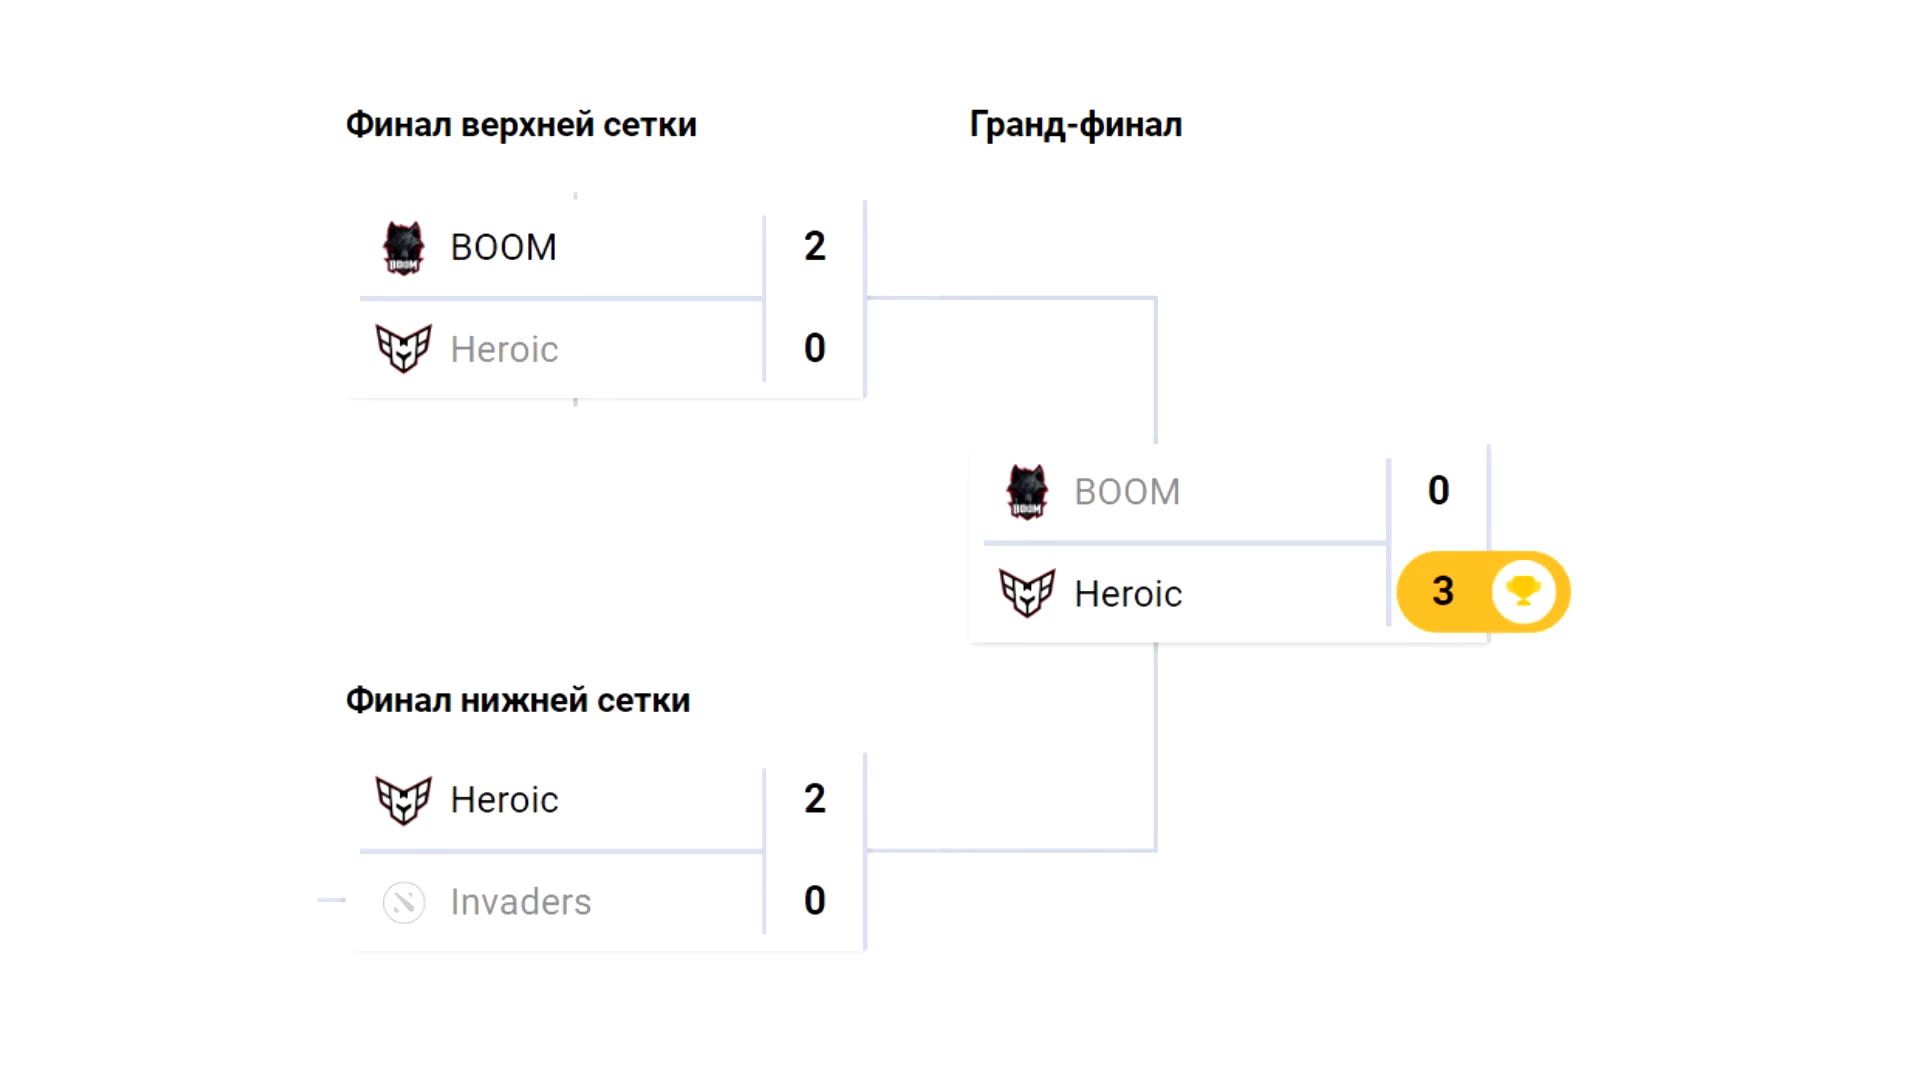 Финал верхней сетки
BOOM 2
Heroic 0
Гранд-финал
BOOM 0
Heroic 3
Финал нижней сетки
Heroic 2
Invaders 0